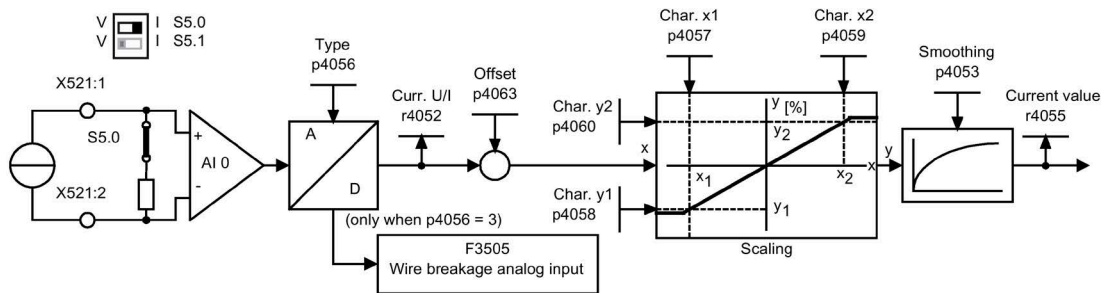 V I S5.0
V I S5.1
X521:1
S5.0
X521:2
+
AI 0
-
Type
p4056
A
D
Curr. U/I
r4052
Offset
p4063
(only when p4056 = 3)
F3505
Wire breakage analog input
Char. x1
p4057
Char. x2
p4059
Char. y2
p4060
x
Char. y1
p4058
y [%]
y2
x1
x2
x
y1
Scaling
y
Smoothing
p4053
Current value
r4055